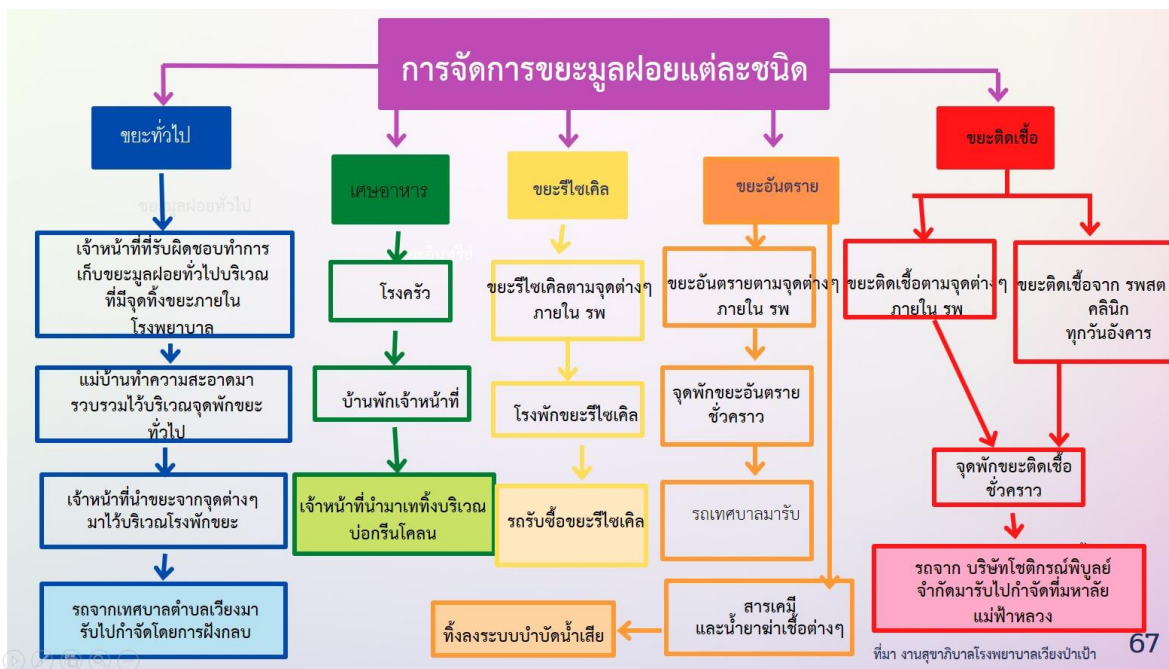 การจัดการขยะมูลฝอยแต่ละชนิด
ขยะทั่วไป
ขยะมูลฝอยทั่วไป
เจ้าหน้าที่ที่รับผิดชอบทำการ
เก็บขยะมูลฝอยทั่วไปบริเวณ
ที่มีจุดทิ้งขยะภายใน
โรงพยาบาล
แม่บ้านทำความสะอาดมา
รวบรวมไว้บริเวณจุดพักขยะ
ทั่วไป
เจ้าหน้าที่นำขยะจากจุดต่างๆ
มาไว้บริเวณโรงพักขยะ
รถจากเทศบาลตำบลเวียงมา
รับไปกำจัดโดยการฝังกลบ
เศษอาหาร
โรงครัว
บ้านพักเจ้าหน้าที่
เจ้าหน้าที่นำมาเททิ้งบริเวณ
บ่อกรีนโคลน
ขยะรีไซเคิล
ขยะรีไซเคิลตามจุดต่างๆ
ภายใน รพ
โรงพักขยะรีไซเคิล
รถรับซื้อขยะรีไซเคิล
ขยะอันตราย
ขยะอันตรายตามจุดต่างๆ
ภายใน รพ
จุดพักขยะอันตราย
ชั่วคราว
รถเทศบาลมารับ
สารเคมี
และน้ำยาฆ่าเชื้อต่างๆ
ทิ้งลงระบบบำบัดน้ำเสีย
ขยะติดเชื้อ
ขยะติดเชื้อตามจุดต่างๆ
ภายใน รพ
ขยะติดเชื้อจาก รพสต
คลินิก
ทุกวันอังคาร
จุดพักขยะติดเชื้อ
ชั่วคราว
รถจาก บริษัทโชติกรณ์พิบูลย์
จำกัดมารับไปกำจัดที่มหาลัย
แม่ฟ้าหลวง
ที่มา งานสุขาภิบาลโรงพยาบาลเวียงป่าเป้า
67